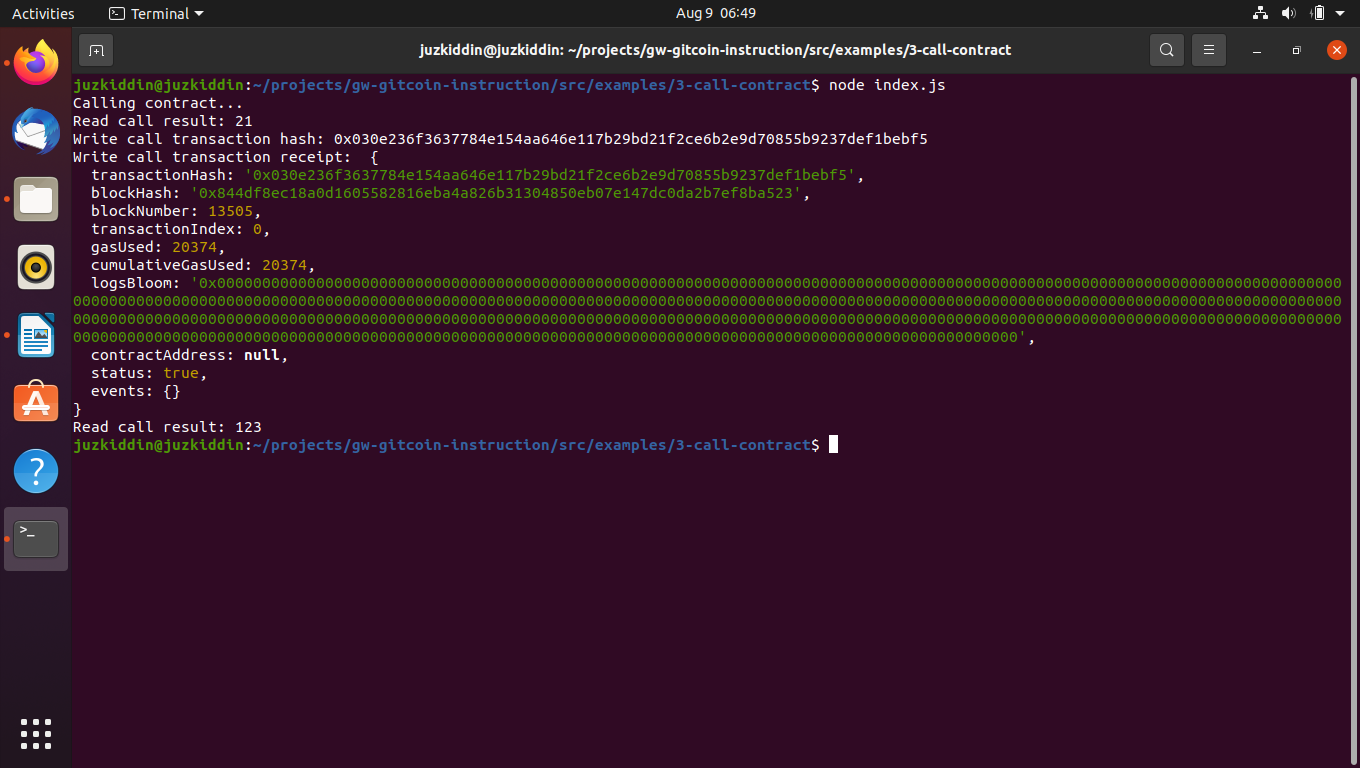 Activities
Terminal
Aug 9 06:49
juzkiddin@juzkiddin: ~/projects/gw-gitcoin-instruction/src/examples/3-call-contract
juzkiddin@juzkiddin:~/projects/gw-gitcoin-instruction/src/examples/3-call-contract$ node index.js
Calling contract...
Read call result: 21
Write call transaction hash: 0x030e236f3637784e154aa646e117b29bd21f2ce6b2e9d70855b9237def1bebf5
Write call transaction receipt:  {
  transactionHash: '0x030e236f3637784e154aa646e117b29bd21f2ce6b2e9d70855b9237def1bebf5',
  blockHash: '0x844df8ec18a0d1605582816eba4a826b31304850eb07e147dc0da2b7ef8ba523',
  blockNumber: 13505,
  transactionIndex: 0,
  gasUsed: 20374,
  cumulativeGasUsed: 20374,
  logsBloom:
  contractAddress: null,
  status: true,
  events: {}
}
Read call result: 123
juzkiddin@juzkiddin:~/projects/gw-gitcoin-instruction/src/examples/3-call-contract$